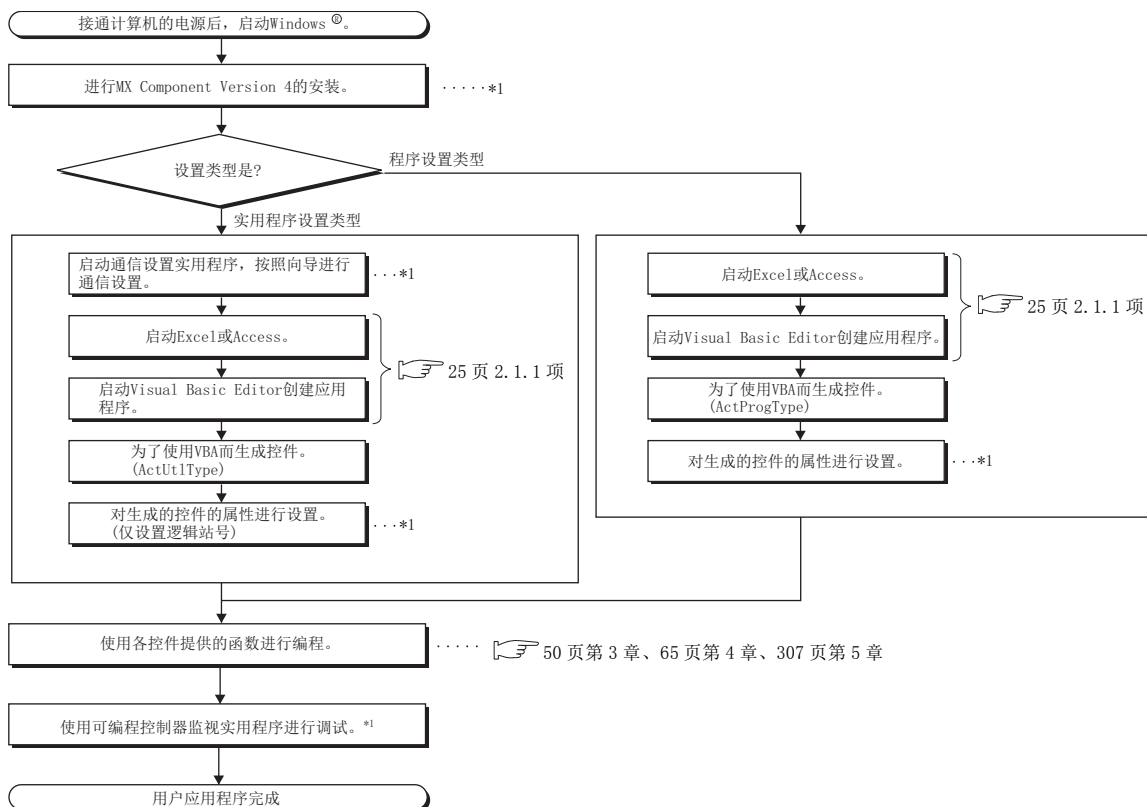 接通计算机的电源后，启动Windows ®。
进行MX Component Version 4的安装。
·····*1
设置类型是?
程序设置类型
实用程序设置类型
启动通信设置实用程序，按照向导进行
通信设置。
···*1
启动Excel或Access。
启动Visual Basic Editor创建应用
程序。
25 页 2.1.1 项
为了使用VBA而生成控件。
(ActUtlType)
对生成的控件的属性进行设置。
(仅设置逻辑站号)
···*1
启动Excel或Access。
启动Visual Basic Editor创建应用程序。
25 页 2.1.1 项
为了使用VBA而生成控件。
(ActProgType)
对生成的控件的属性进行设置。
···*1
使用各控件提供的函数进行编程。
····· 50 页第 3 章、65 页第 4 章、307 页第 5 章
使用可编程控制器监视实用程序进行调试。*1
用户应用程序完成